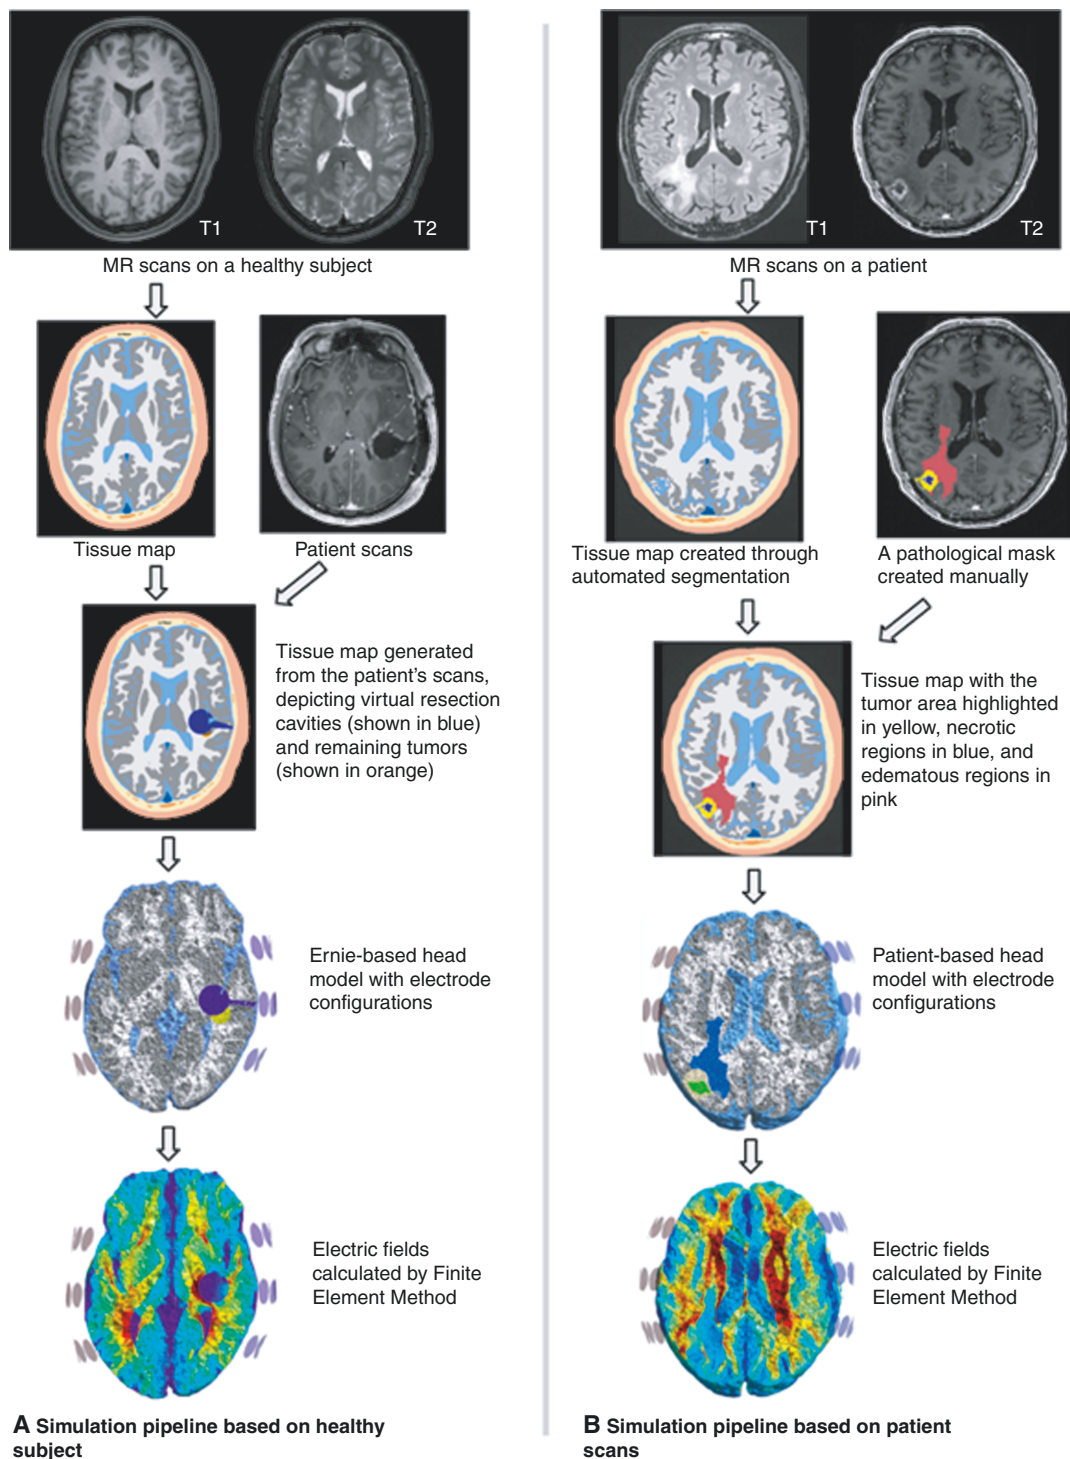 T1
T2
MR scans on a healthy subject
Tissue map
Patient scans
Tissue map generated
from the patient's scans,
depicting virtual resection
cavities (shown in blue)
and remaining tumors
(shown in orange)
Ernie-based head
model with electrode
configurations
Electric fields
calculated by Finite
Element Method
A Simulation pipeline based on healthy
subject
T1
T2
MR scans on a patient
Tissue map created through
automated segmentation
A pathological mask
created manually
Tissue map with the
tumor area highlighted
in yellow, necrotic
regions in blue, and
edematous regions in
pink
Patient-based head
model with electrode
configurations
Electric fields
calculated by Finite
Element Method
B Simulation pipeline based on patient
scans